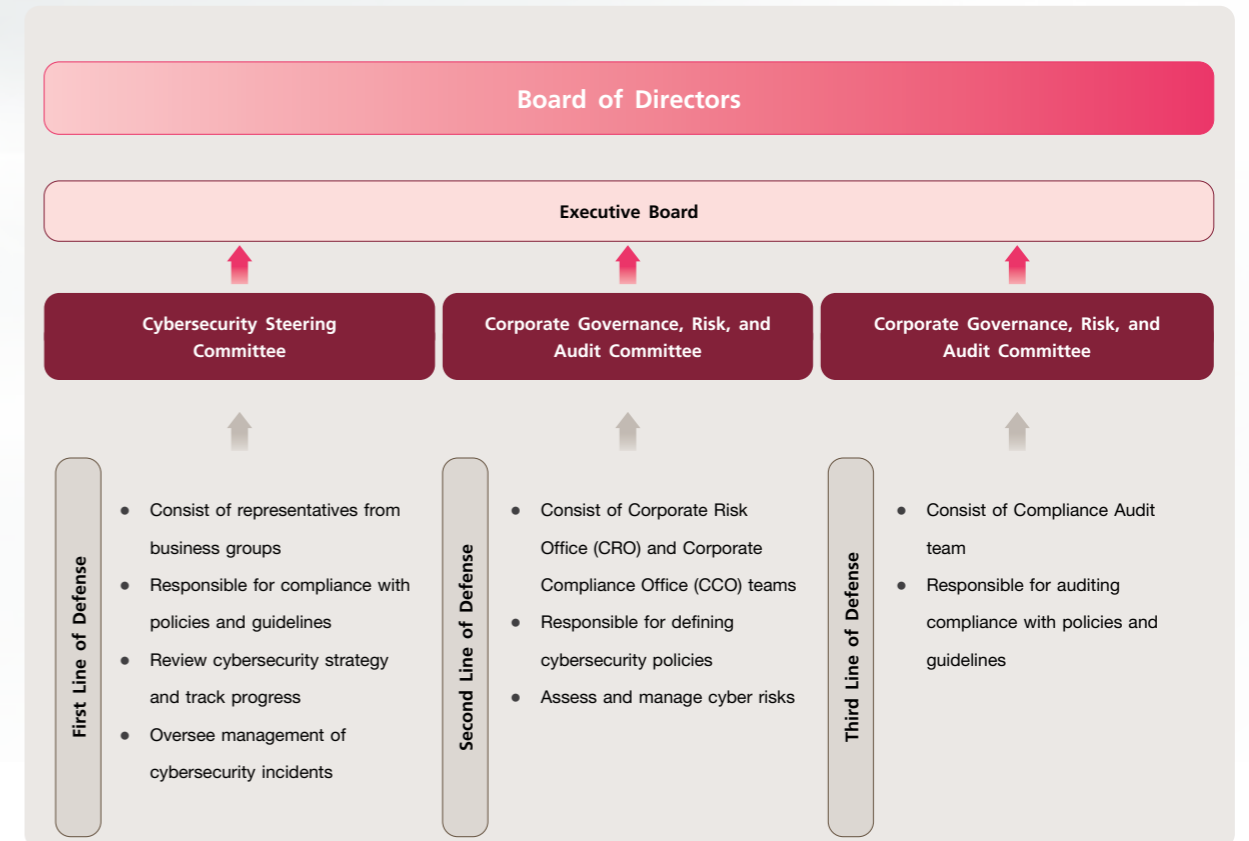 Board of Directors
Executive Board
Cybersecurity Steering
Committee
Corporate Governance, Risk, and
Audit Committee
Corporate Governance, Risk, and
Audit Committee
First Line of Defense
● Consist of representatives from
business groups
● Responsible for compliance with
policies and guidelines
● Review cybersecurity strategy
and track progress
● Oversee management of
cybersecurity incidents
Second Line of Defense
● Consist of Corporate Risk
Office (CRO) and Corporate
Compliance Office (CCO) teams
● Responsible for defining
cybersecurity policies
● Assess and manage cyber risks
Third Line of Defense
● Consist of Compliance Audit
team
● Responsible for auditing
compliance with policies and
guidelines